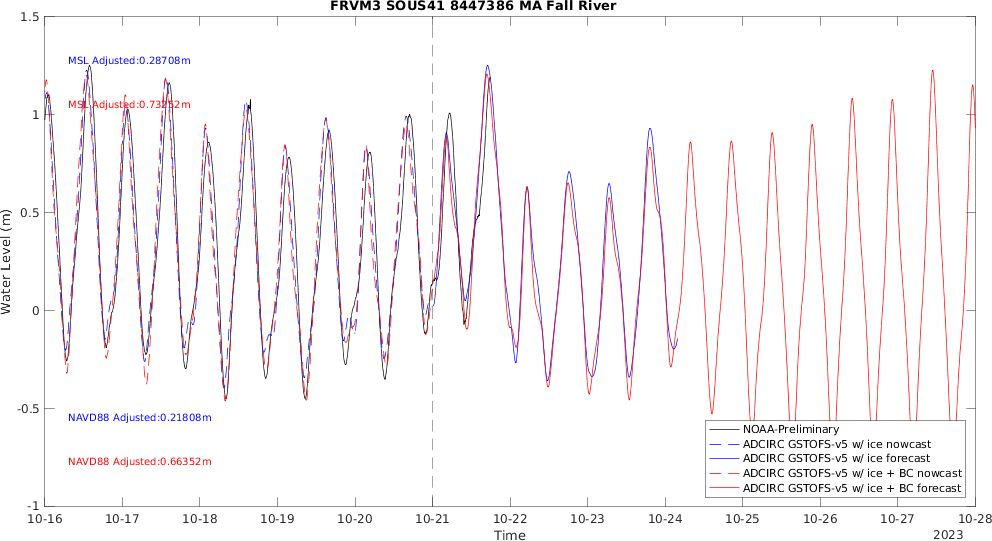 FRVM3 SOUS41 8447386 MA Fall River
1.5
1
0.5
0
-0.5
-1
Water Level (m)
MSL Adjusted:0.28708m
MSL Adjusted:0.73252m
NAVD88 Adjusted:0.21808m
NAVD88 Adjusted:0.66352m
NOAA-Preliminary
ADCIRC GSTOFS-v5 w/ ice nowcast
ADCIRC GSTOFS-v5 w/ ice forecast
ADCIRC GSTOFS-v5 w/ ice + BC nowcast
ADCIRC GSTOFS-v5 w/ ice + BC forecast
10-16 10-17 10-18 10-19 10-20 10-21 10-22 10-23 10-24 10-25 10-26 10-27 10-28
Time
2023